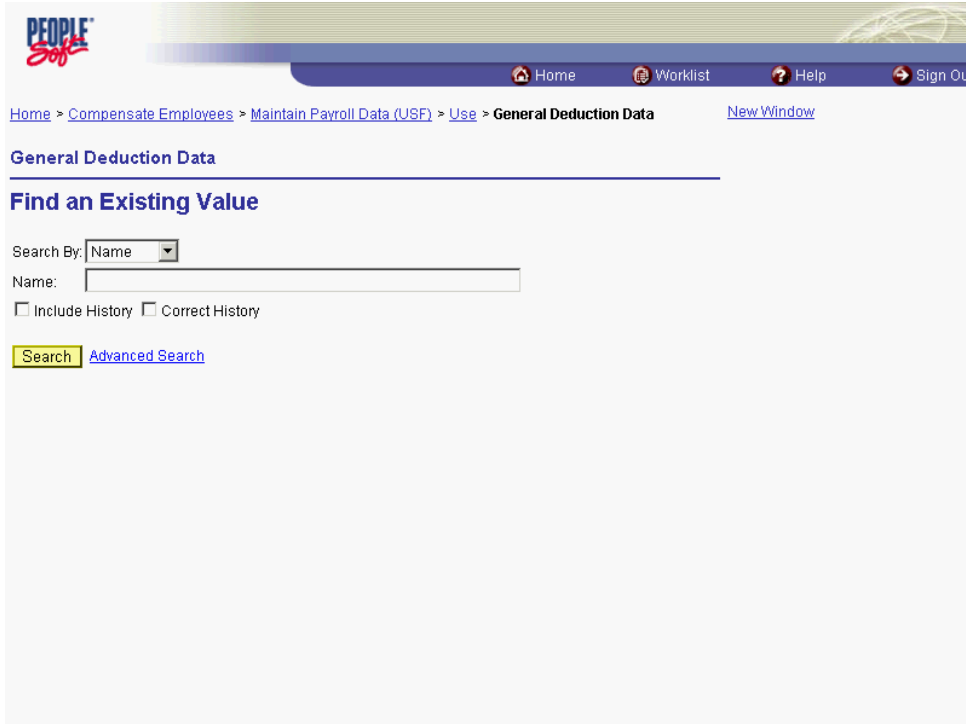 PEOPLE
Soft
Home Worklist Help Sign Ou
Home > Compensate Employees > Maintain Payroll Data (USF) > Use > General Deduction Data New Window
General Deduction Data
Find an Existing Value
Search By: Name
Name:
Include History Correct History
Search Advanced Search